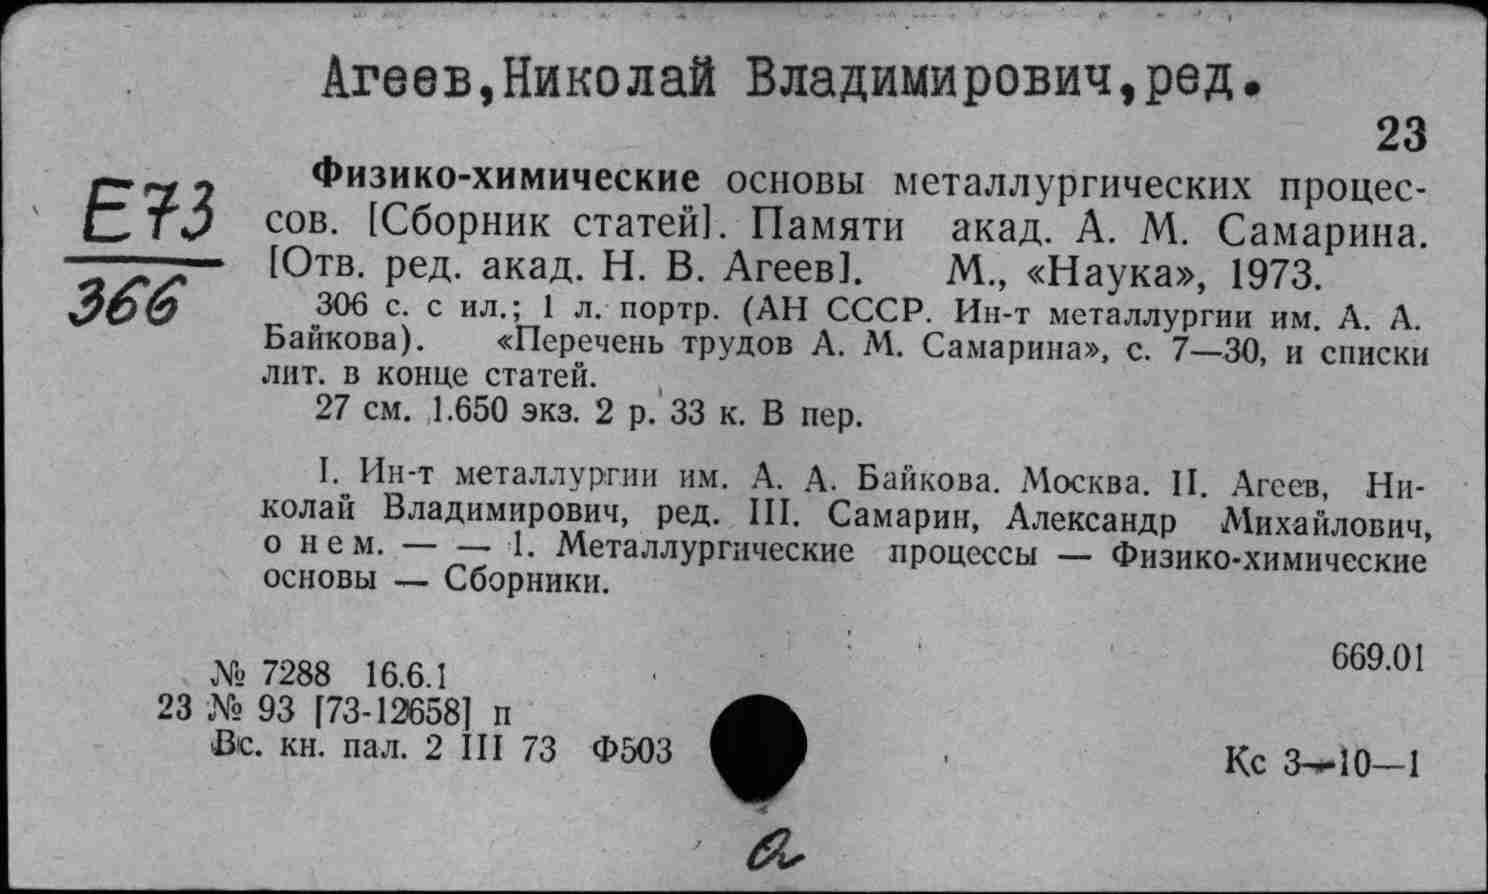 Агеев,Николай Владимирович,ред.
23
Е73
366
Физико-химические основы металлургических процес-
сов. [Сборник статей]. Памяти акад. А. М. Самарина.
[Отв. ред. акад. Н. В. Агеев]. М., «Наука», 1973.
306 с. с ил.; 1 л. портр. (АН СССР. Ин-т металлургии им. А. А.
Байкова). «Перечень трудов А. М. Самарина», с. 7—30, и списки
лит. в конце статей.
27 см. 1.650 экз. 2 р. 33 к. В пер.
I. Ин-т металлургии им. А. А. Байкова. Москва. II. Агеев, Ни-
колай Владимирович, ред. III. Самарин, Александр Михайлович,
о нем. — — 1. Металлургические процессы — Физико-химические
основы — Сборники.
669.01
№ 7288 16.6.1
23 № 93 [73-12658] п
Вс. кн. пал. 2 III 73 Ф503
Кс 3—10—1